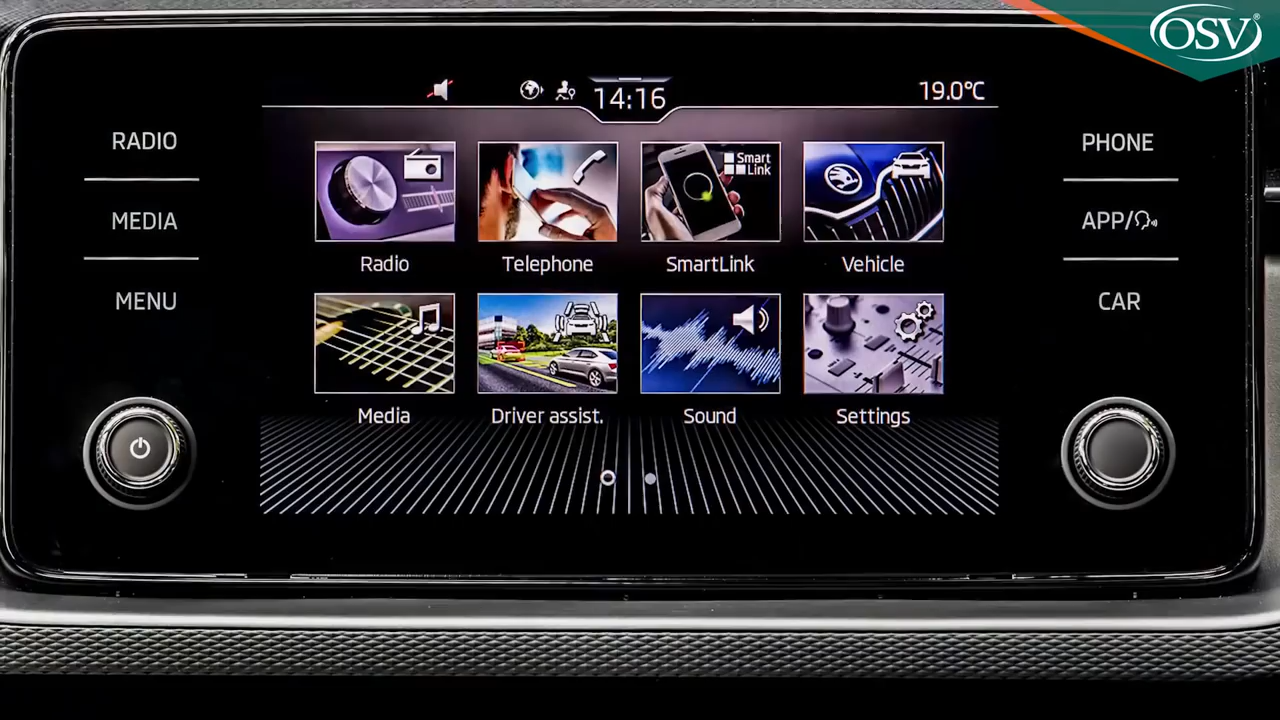 OSV
14:16
19.0°C
RADIO
MEDIA
MENU
Smart
Link
Radio
Telephone
SmartLink
Vehicle
Media
Driver assist.
Sound
Settings
PHONE
APP/
CAR